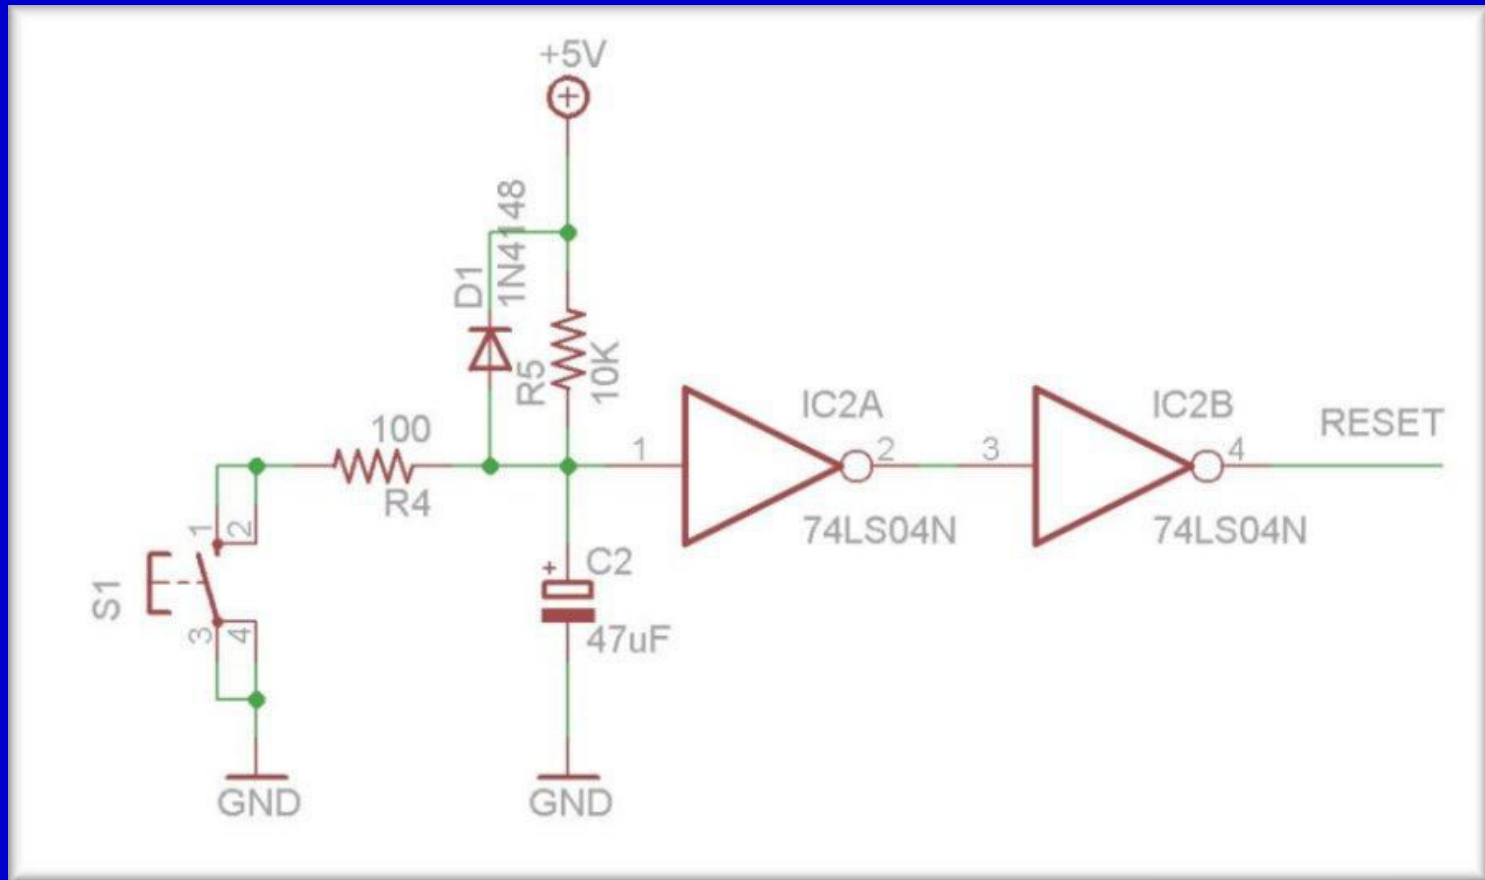 +5V
1N4148
D1
R5
10K
100
R4
1
IC2A
2
3
IC2B
4
RESET
74LS04N
74LS04N
1
2
S1
3
4
+
C2
47uF
GND
GND